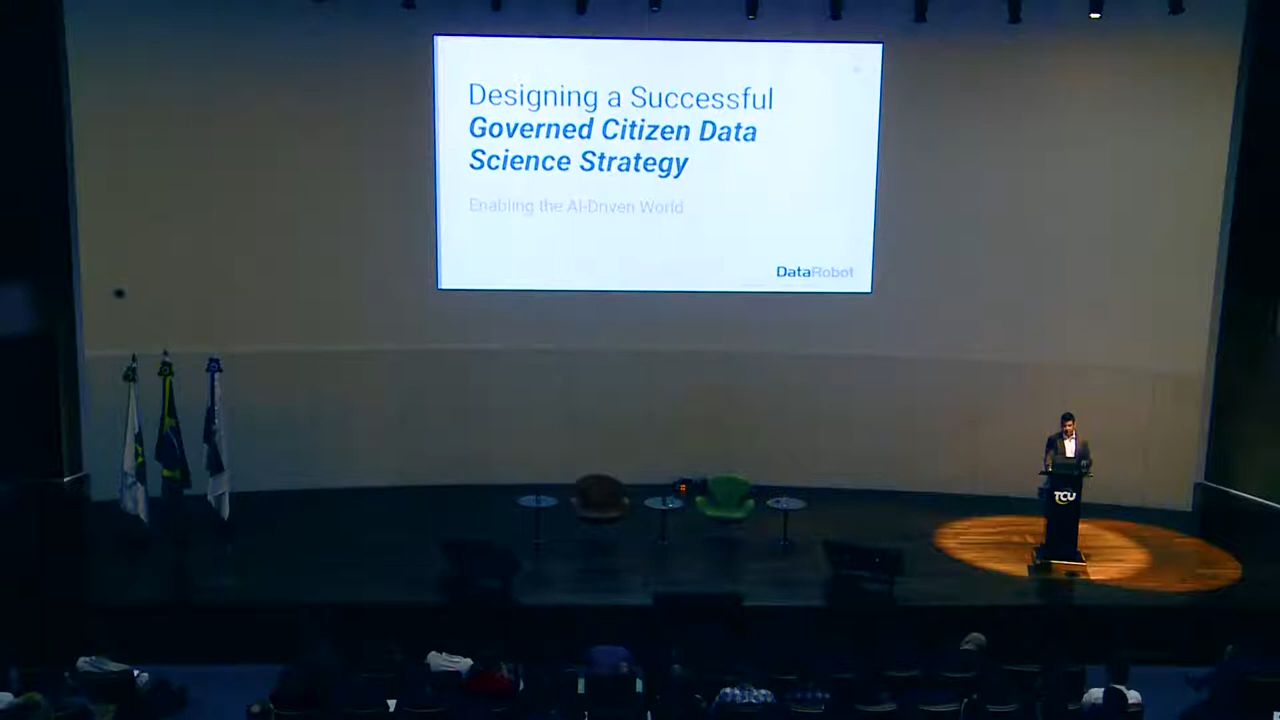 Designing a Successful
Governed Citizen Data
Science Strategy
Enabling the AI-Driven World
DataRobot
TCU